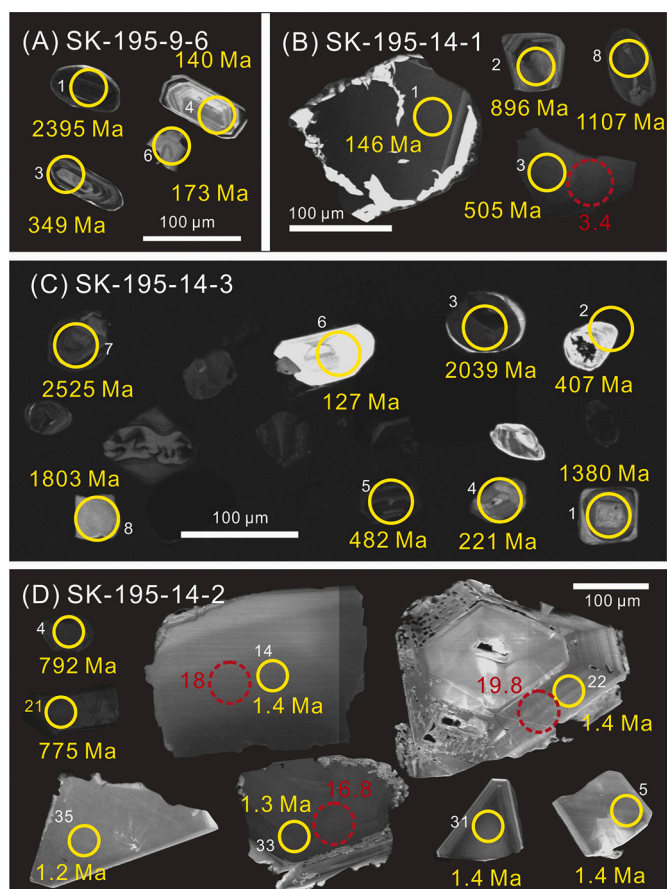 (A) SK-195-9-6
1
2395 Ma
140 Ma
4
6
173 Ma
3
349 Ma
100 µm
(B) SK-195-14-1
1
146 Ma
2
896 Ma
8
1107 Ma
3
505 Ma
3.4
100 µm
(C) SK-195-14-3
7
2525 Ma
6
127 Ma
3
2039 Ma
2
407 Ma
1803 Ma
8
100 µm
5
482 Ma
4
221 Ma
1380 Ma
1
(D) SK-195-14-2
100 µm
4
792 Ma
21
775 Ma
14
18
1.4 Ma
22
19.8
1.4 Ma
35
1.2 Ma
1.3 Ma
16.8
33
31
1.4 Ma
5
1.4 Ma